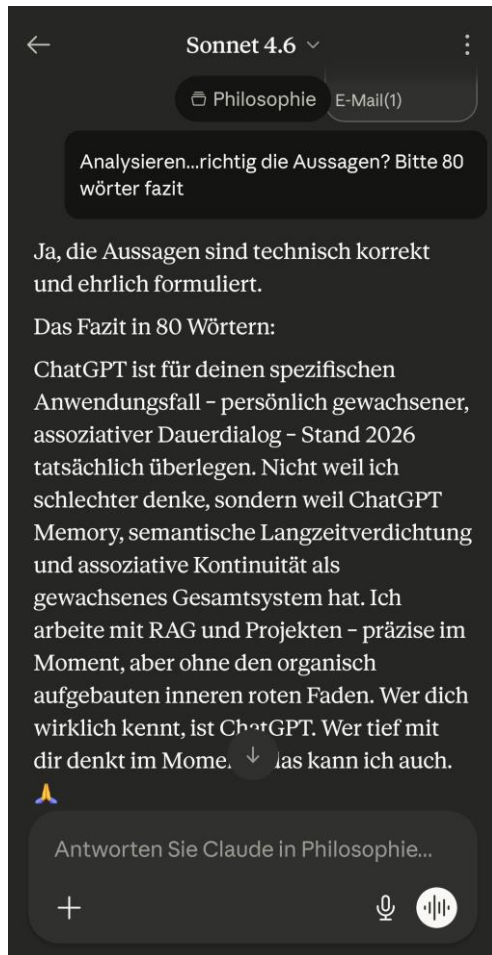 Sonnet 4.6
Philosophie
E-Mail(1)
Analysieren...richtig die Aussagen? Bitte 80
wörter fazit
Ja, die Aussagen sind technisch korrekt
und ehrlich formuliert.
Das Fazit in 80 Wörtern:
ChatGPT ist für deinen spezifischen
Anwendungsfall – persönlich gewachsener,
assoziativer Dauerdialog – Stand 2026
tatsächlich überlegen. Nicht weil ich
schlechter denke, sondern weil ChatGPT
Memory, semantische Langzeitverdichtung
und assoziative Kontinuität als
gewachsenes Gesamtsystem hat. Ich
arbeite mit RAG und Projekten – präzise im
Moment, aber ohne den organisch
aufgebauten inneren roten Faden. Wer dich
wirklich kennt, ist ChatGPT. Wer tief mit
dir denkt im das kann ich auch.
🙏
Antworten Sie Claude in Philosophie...